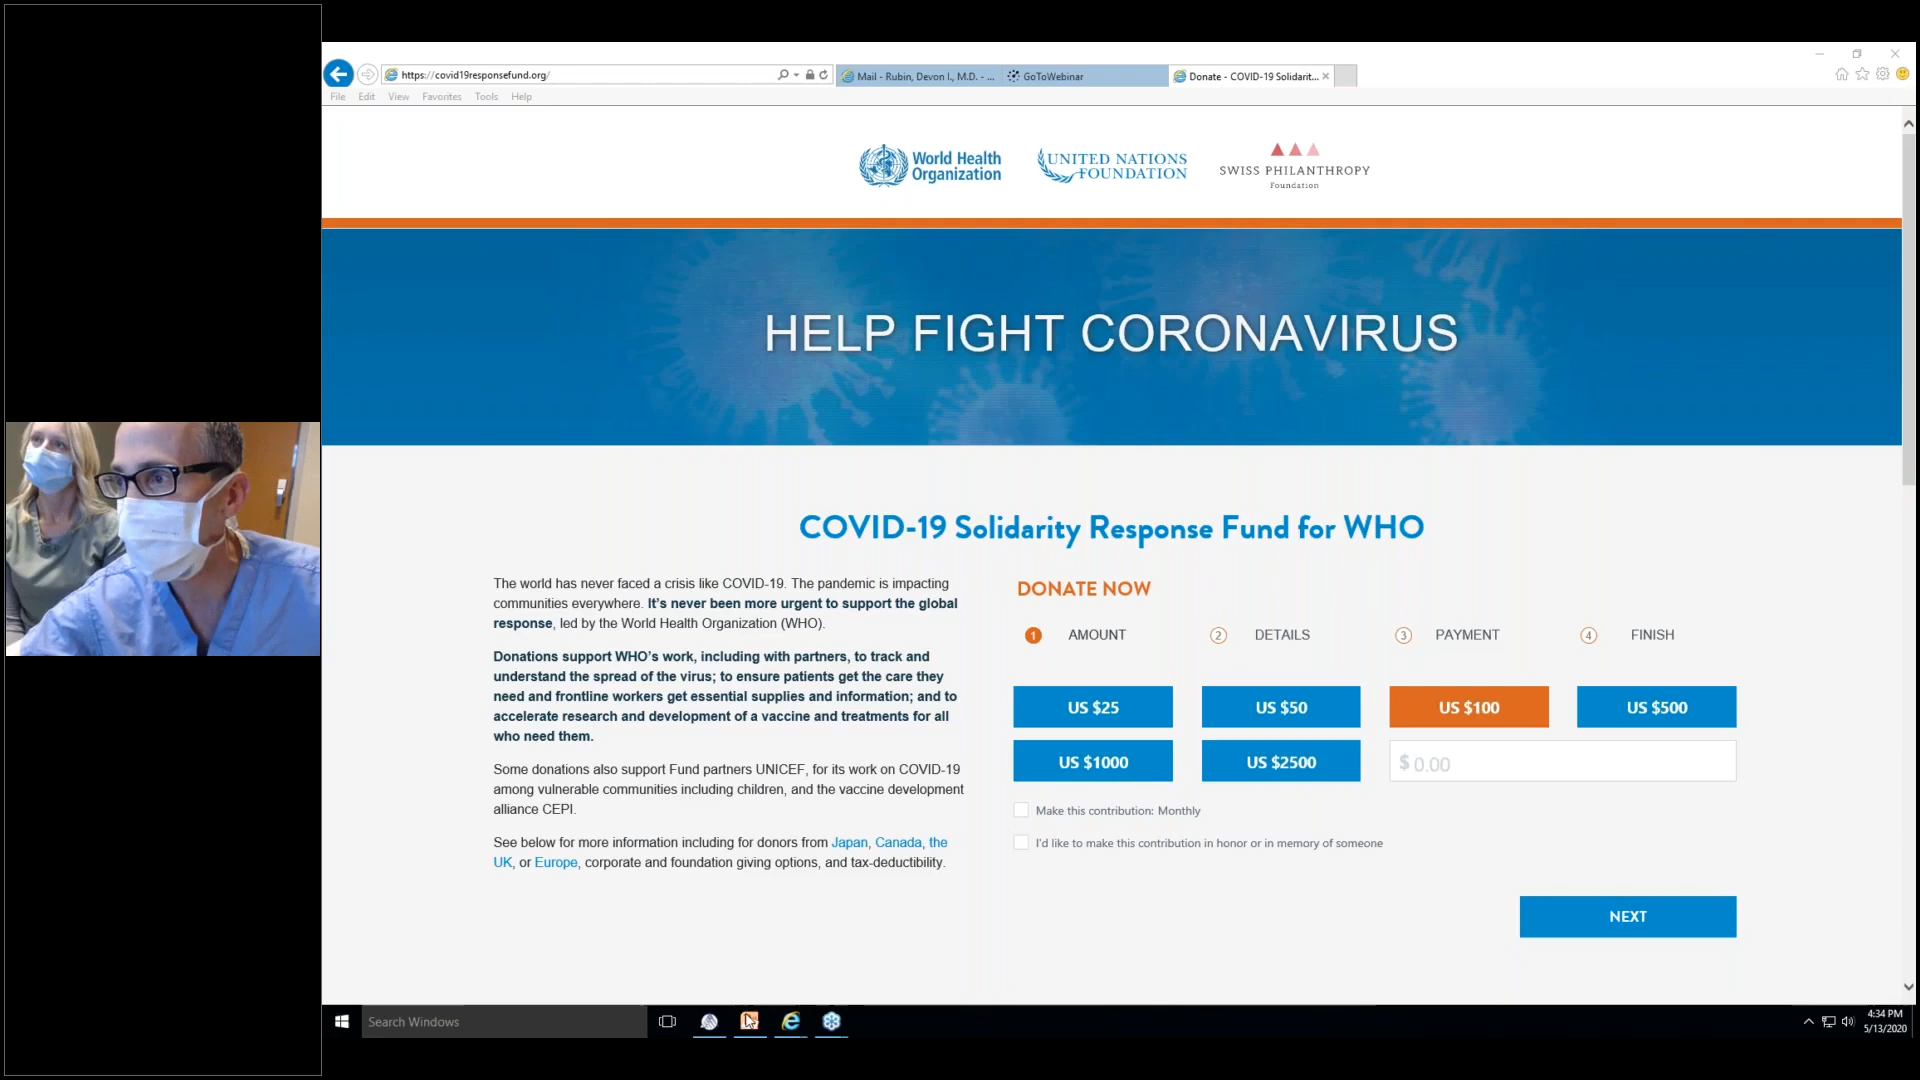 https://covid19responsefund.org/
Mail - Rubin, Devon I., M.D. - ...
GoToWebinar
Donate - COVID-19 Solidarit...
File Edit View Favorites Tools Help
World Health
Organization
UNITED NATIONS
FOUNDATION
SWISS PHILANTHROPY
Foundation
HELP FIGHT CORONAVIRUS
COVID-19 Solidarity Response Fund for WHO
The world has never faced a crisis like COVID-19. The pandemic is impacting
communities everywhere. It's never been more urgent to support the global
response, led by the World Health Organization (WHO).
Donations support WHO's work, including with partners, to track and
understand the spread of the virus; to ensure patients get the care they
need and frontline workers get essential supplies and information; and to
accelerate research and development of a vaccine and treatments for all
who need them.
Some donations also support Fund partners UNICEF, for its work on COVID-19
among vulnerable communities including children, and the vaccine development
alliance CEPI.
See below for more information including for donors from Japan, Canada, the
UK, or Europe, corporate and foundation giving options, and tax-deductibility.
DONATE NOW
1 AMOUNT 2 DETAILS 3 PAYMENT 4 FINISH
US $25 US $50 US $100 US $500
US $1000 US $2500 $ 0.00
Make this contribution: Monthly
I'd like to make this contribution in honor or in memory of someone
NEXT
Search Windows
4:34 PM
5/13/2020